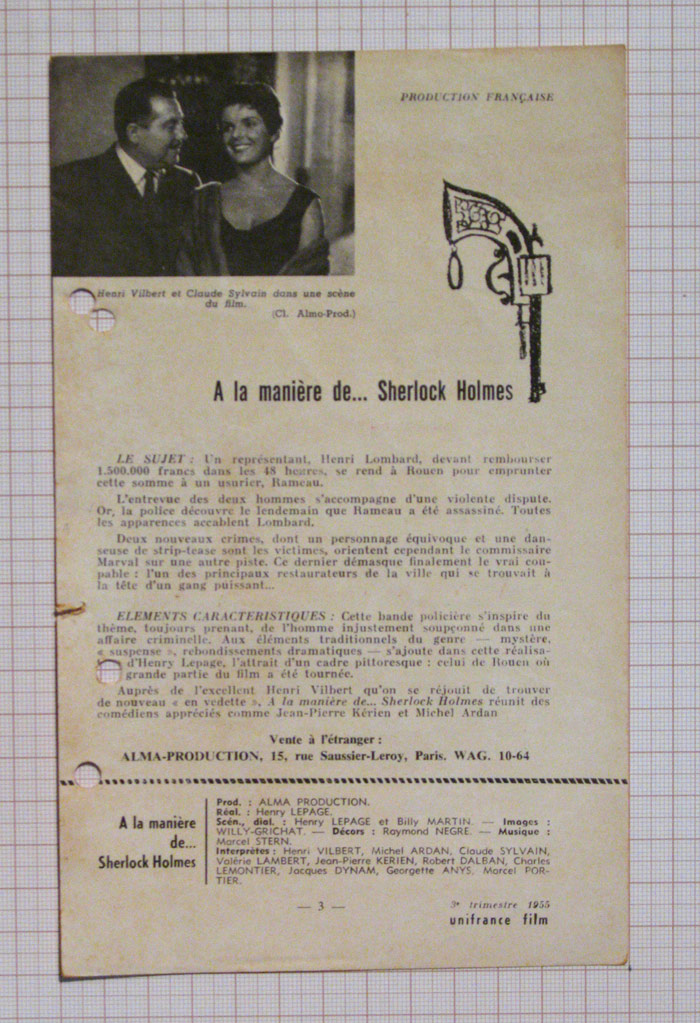 PRODUCTION FRANÇAISE
Henri Vilbert et Claude Sylvain dans une scène
du film.
(Cl. Almo-Prod.)
A la manière de... Sherlock Holmes
LE SUJET : Un représentant, Henri Lombard, devant rembourser
1.500.000 francs dans les 48 heures, se rend à Rouen pour emprunter
cette somme à un usurier, Rameau.
L'entrevue des deux hommes s'accompagne d'une violente dispute.
Or, la police découvre le lendemain que Rameau a été assassiné. Toutes
les apparences accablent Lombard.
Deux nouveaux crimes, dont un personnage équivoque et une dan-
seuse de strip-tease sont les victimes, orientent cependant le commissaire
Marval sur une autre piste. Ce dernier démasque finalement le vrai cou-
pable : l'un des principaux restaurateurs de la ville qui se trouvait à
la tête d'un gang puissant...
ELEMENTS CARACTERISTIQUES : Cette bande policière s'inspire du
thème, toujours prenant, de l'homme injustement soupçonné dans une
affaire criminelle. Aux éléments traditionnels du genre — mystère,
« suspense », rebondissements dramatiques — s'ajoute dans cette réalisa-
d'Henry Lepage, l'attrait d'un cadre pittoresque : celui de Rouen où
grande partie du film a été tournée.
Auprès de l'excellent Henri Vilbert qu'on se réjouit de trouver
de nouveau « en vedette », A la manière de... Sherlock Holmes réunit des
comédiens appréciés comme Jean-Pierre Kérien et Michel Ardan
Vente à l'étranger :
ALMA-PRODUCTION, 15, rue Saussier-Leroy, Paris. WAG. 10-64
A la manière
de...
Sherlock Holmes
Prod. : ALMA PRODUCTION.
Réal. : Henry LEPAGE.
Scén., dial. : Henry LEPAGE et Billy MARTIN. — Images :
WILLY-GRICHAT. — Décors : Raymond NEGRE. — Musique :
Marcel STERN.
Interprètes : Henri VILBERT, Michel ARDAN, Claude SYLVAIN,
Valérie LAMBERT, Jean-Pierre KERIEN, Robert DALBAN, Charles
LEMONTIER, Jacques DYNAM, Georgette ANYS, Marcel POR-
TIER.
— 3 —
3e trimestre 1955
unifrance film